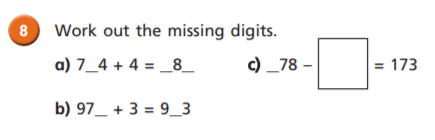 8 Work out the missing digits.
a) 7_4 + 4 = _8_ c) _78 – = 173
b) 97_ + 3 = 9_3